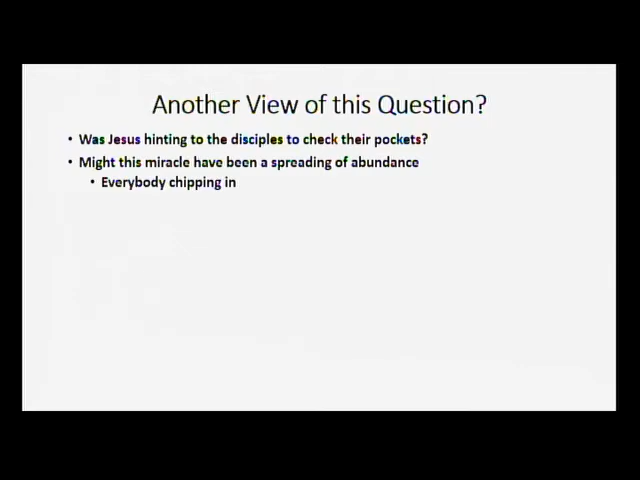 Another View of this Question?
• Was Jesus hinting to the disciples to check their pockets?
• Might this miracle have been a spreading of abundance
• Everybody chipping in